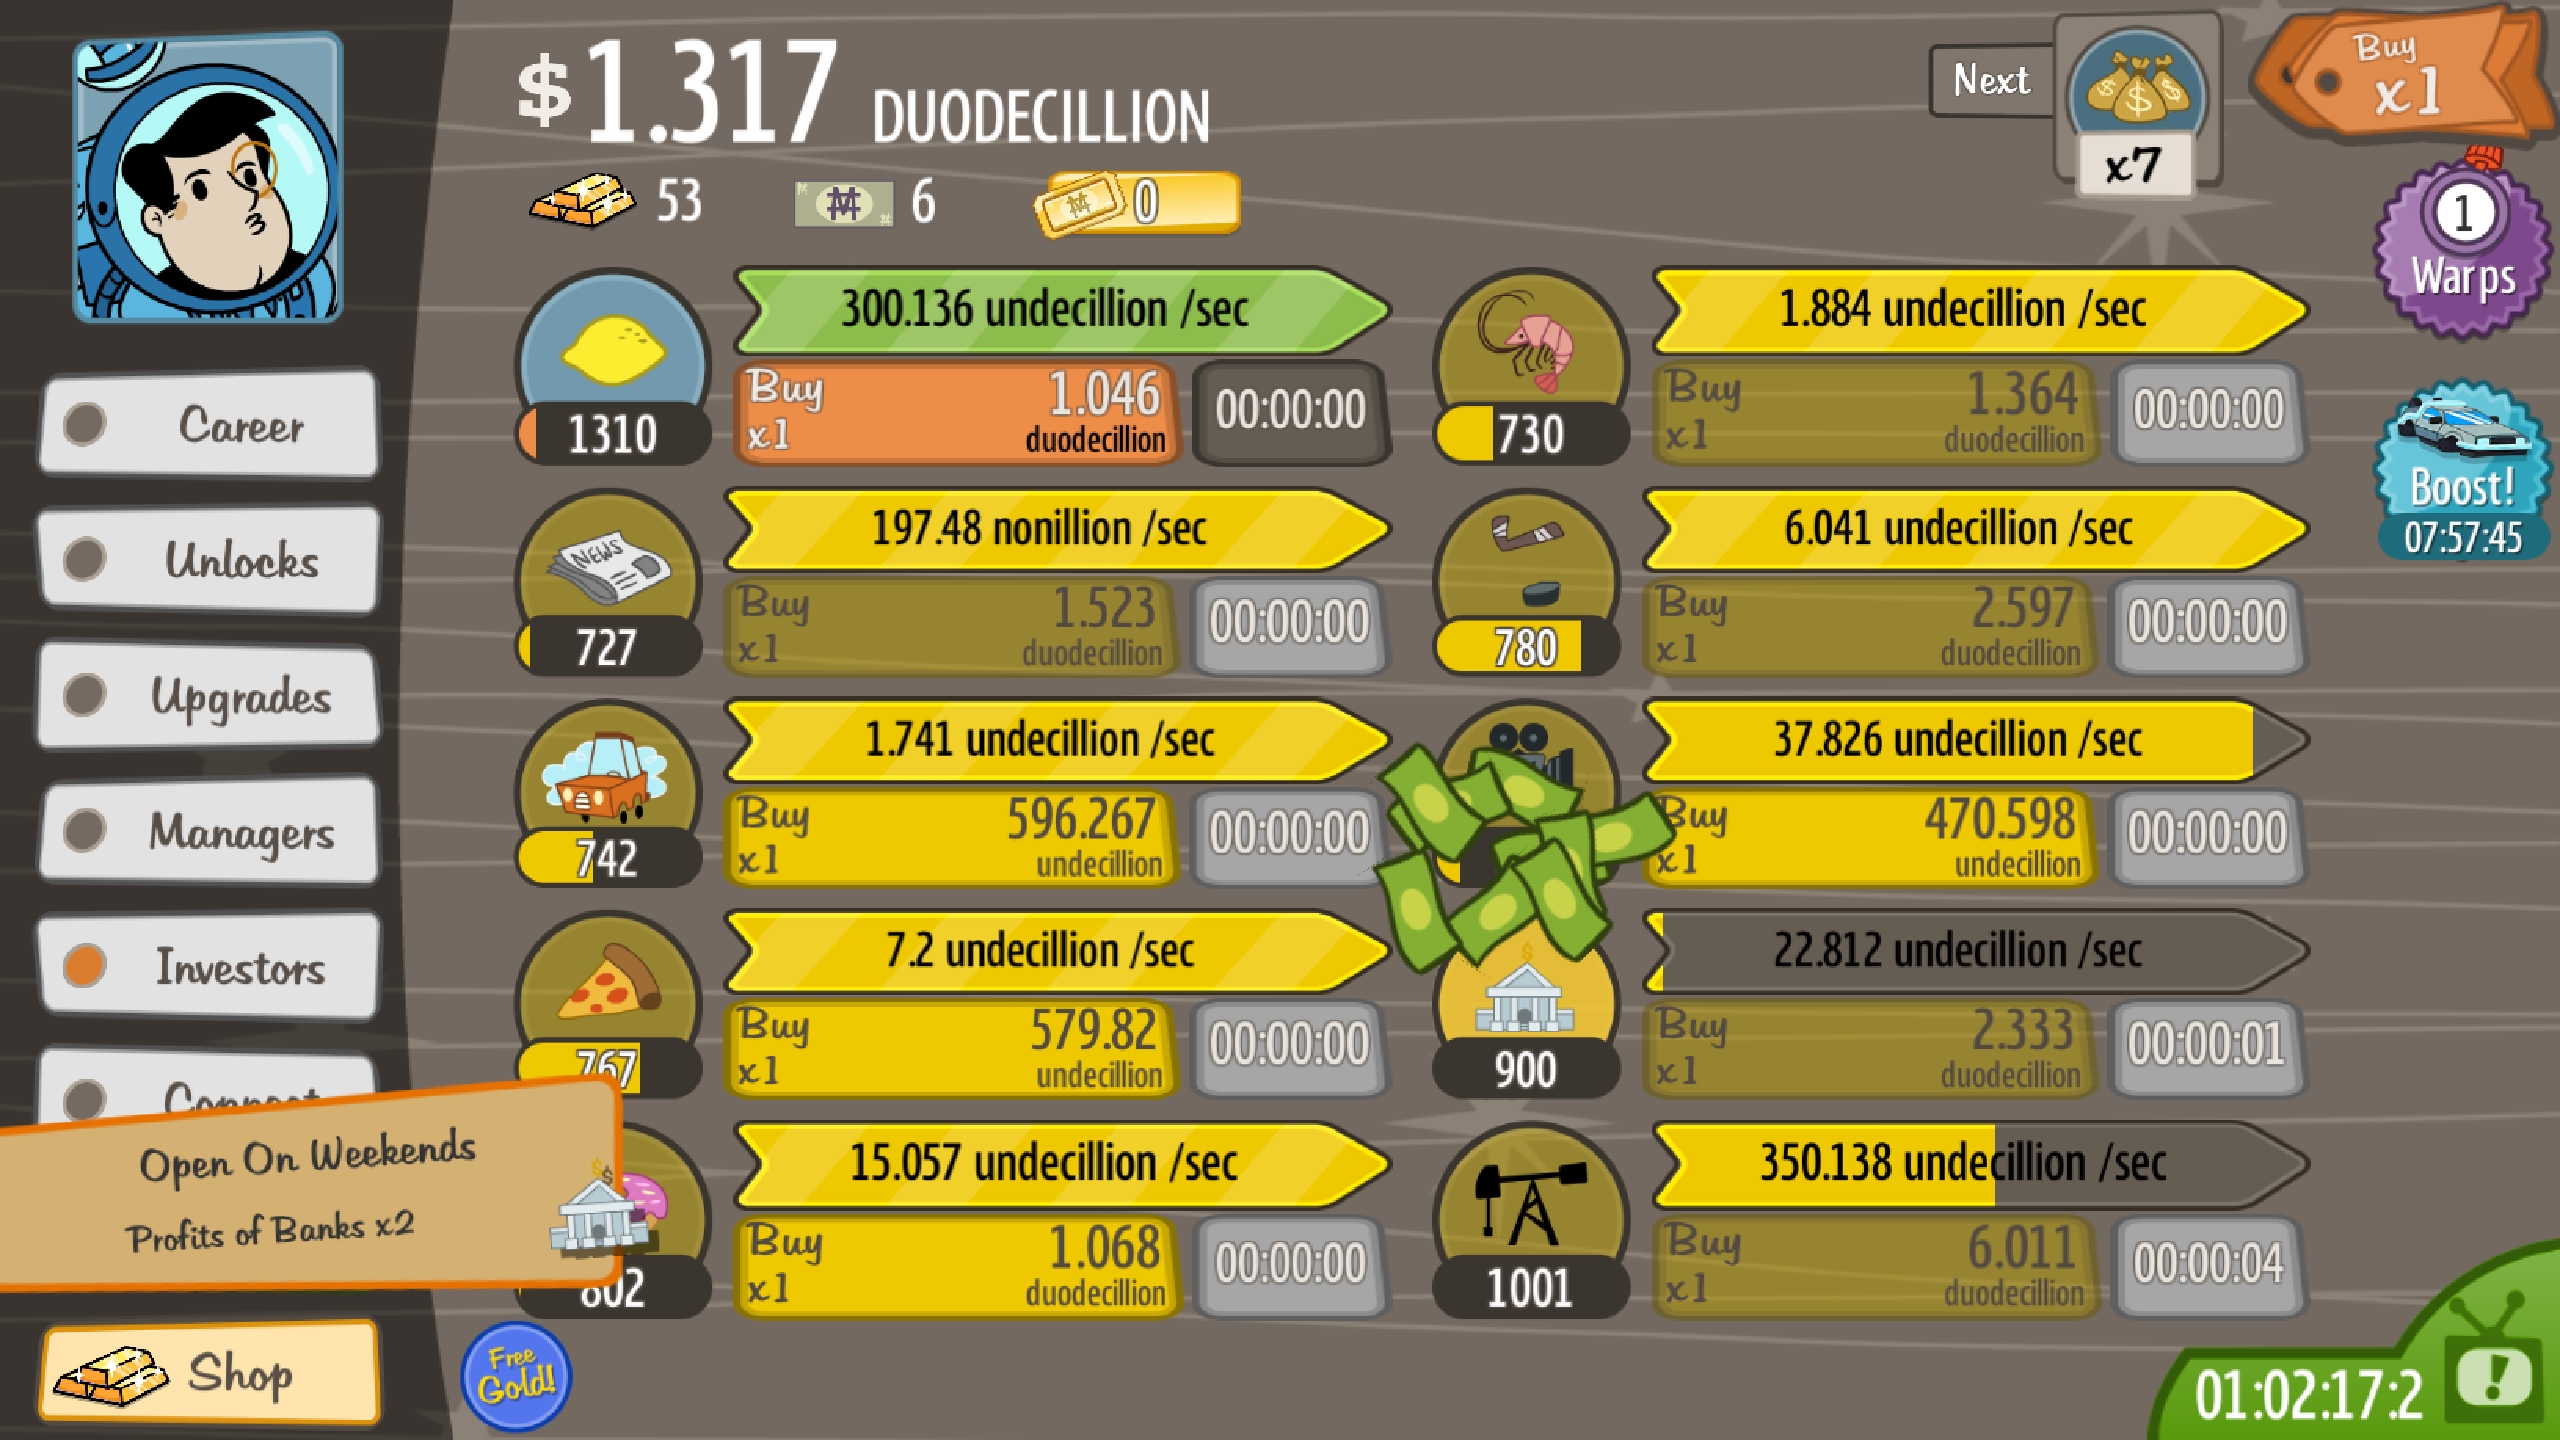 $1.317 DUODECILLION
53
6
0
Next
x7
Buy
x1
1
Warps
Boost!
07:57:45
Career
Unlocks
Upgrades
Managers
Investors
Connect
Open On Weekends
Profits of Banks x2
Shop
Free
Gold!
300.136 undecillion /sec
Buy 1.046
x1 duodecillion
00:00:00
1310
NEWS
197.48 nonillion /sec
Buy 1.523
x1 duodecillion
00:00:00
727
1.741 undecillion /sec
Buy 596.267
x1 undecillion
00:00:00
742
7.2 undecillion /sec
Buy 579.82
x1 undecillion
00:00:00
767
15.057 undecillion /sec
Buy 1.068
x1 duodecillion
00:00:00
802
1.884 undecillion /sec
Buy 1.364
x1 duodecillion
00:00:00
730
6.041 undecillion /sec
Buy 2.597
x1 duodecillion
00:00:00
780
37.826 undecillion /sec
Buy 470.598
x1 undecillion
00:00:00
22.812 undecillion /sec
Buy 2.333
x1 duodecillion
00:00:01
900
350.138 undecillion /sec
Buy 6.011
x1 duodecillion
00:00:04
1001
01:02:17:2